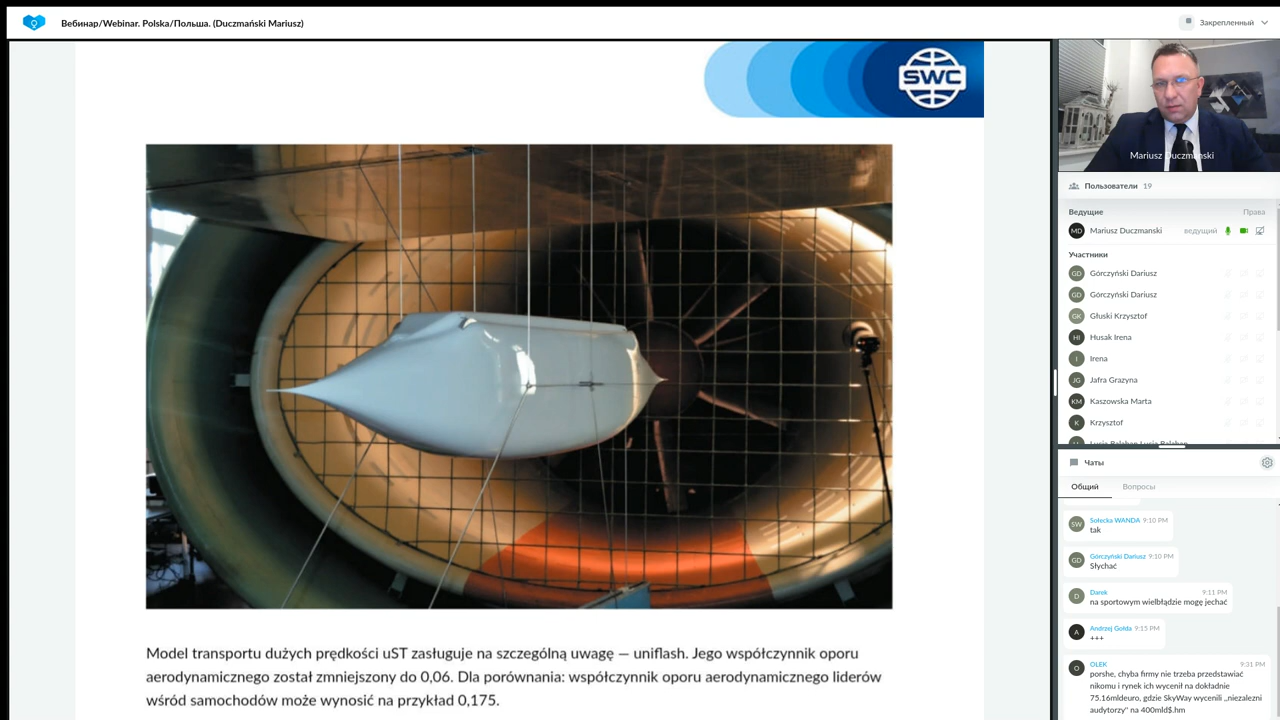 Вебинар/Webinar. Polska/Польша. (Duczmański Mariusz)
Закрепленный
SWC
Mariusz Duczmanski
Пользователи 19
Ведущие Права
MD Mariusz Duczmanski ведущий
Участники
GD Górczyński Dariusz
GD Górczyński Dariusz
GK Głuski Krzysztof
HI Husak Irena
I Irena
JG Jafra Grazyna
KM Kaszowska Marta
K Krzysztof
Чаты
Общий Вопросы
SW Sołecka WANDA 9:10 PM
tak
GD Górczyński Dariusz 9:10 PM
Słychać
D Darek 9:11 PM
na sportowym wielbłądzie mogę jechać
A Andrzej Gołda 9:15 PM
+++
O OLEK 9:31 PM
porshe, chyba firmy nie trzeba przedstawiać
nikomu i rynek ich wycenił na dokładnie
75.16mldeuro, gdzie SkyWay wycenili „niezalezni
audytorzy" na 400mld$.hm
Model transportu dużych prędkości uST zasługuje na szczególną uwagę — uniflash. Jego współczynnik oporu
aerodynamicznego został zmniejszony do 0,06. Dla porównania: współczynnik oporu aerodynamicznego liderów
wśród samochodów może wynosić na przykład 0,175.